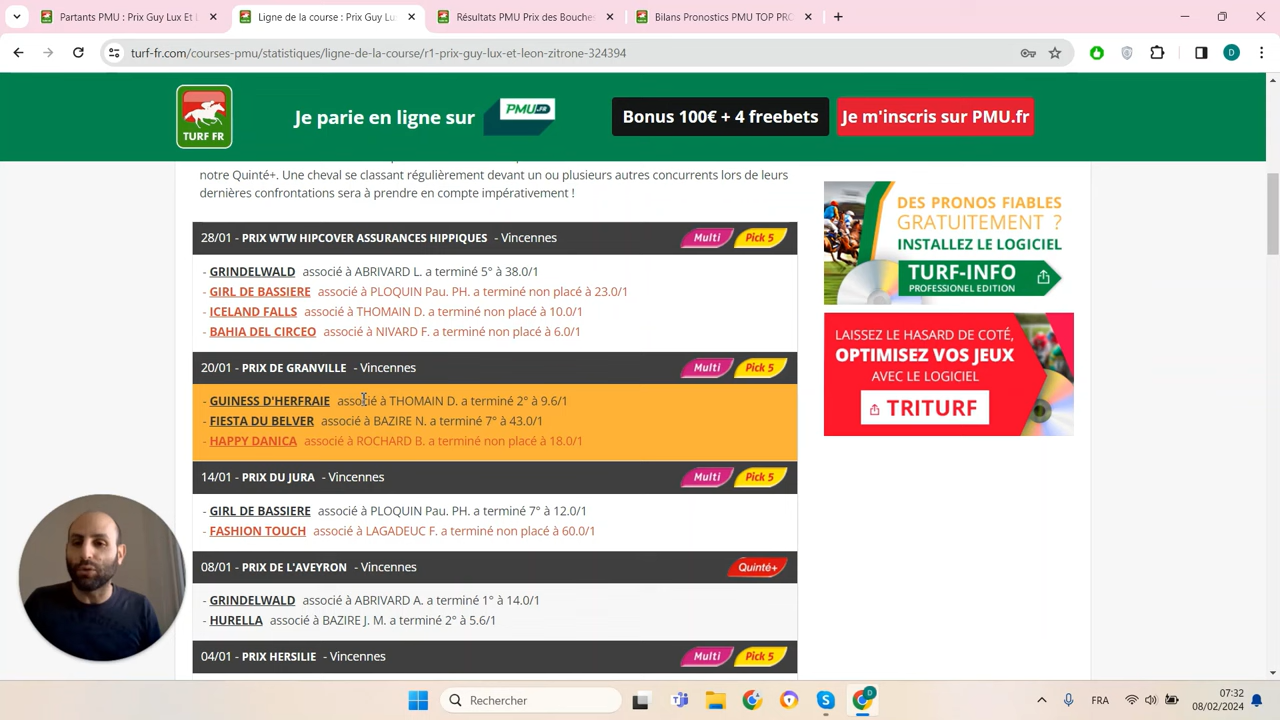 Partants PMU : Prix Guy Lux Et L
Ligne de la course : Prix Guy Lu
Résultats PMU Prix des Bouche
Bilans Pronostics PMU TOP PRO
turf-fr.com/courses-pmu/statistiques/ligne-de-la-course/r1-prix-guy-lux-et-leon-zitrone-324394
D
TURF FR
Je parie en ligne sur
PMU.fr
Bonus 100€ + 4 freebets
Je m'inscris sur PMU.fr
notre Quinté+. Une cheval se classant régulièrement devant un ou plusieurs autres concurrents lors de leurs
dernières confrontations sera à prendre en compte impérativement !
28/01 - PRIX WTW HIPCOVER ASSURANCES HIPPIQUES - Vincennes Multi Pick 5
- GRINDELWALD associé à ABRIVARD L. a terminé 5° à 38.0/1
- GIRL DE BASSIERE associé à PLOQUIN Pau. PH. a terminé non placé à 23.0/1
- ICELAND FALLS associé à THOMAIN D. a terminé non placé à 10.0/1
- BAHIA DEL CIRCEO associé à NIVARD F. a terminé non placé à 6.0/1
20/01 - PRIX DE GRANVILLE - Vincennes Multi Pick 5
- GUINESS D'HERFRAIE associé à THOMAIN D. a terminé 2° à 9.6/1
- FIESTA DU BELVER associé à BAZIRE N. a terminé 7° à 43.0/1
- HAPPY DANICA associé à ROCHARD B. a terminé non placé à 18.0/1
14/01 - PRIX DU JURA - Vincennes Multi Pick 5
- GIRL DE BASSIERE associé à PLOQUIN Pau. PH. a terminé 7° à 12.0/1
- FASHION TOUCH associé à LAGADEUC F. a terminé non placé à 60.0/1
08/01 - PRIX DE L'AVEYRON - Vincennes Quinté+
- GRINDELWALD associé à ABRIVARD A. a terminé 1° à 14.0/1
- HURELLA associé à BAZIRE J. M. a terminé 2° à 5.6/1
04/01 - PRIX HERSILIE - Vincennes Multi Pick 5
DES PRONOS FIABLES
GRATUITEMENT ?
INSTALLEZ LE LOGICIEL
TURF-INFO
PROFESSIONEL EDITION
LAISSEZ LE HASARD DE COTÉ,
OPTIMISEZ VOS JEUX
AVEC LE LOGICIEL
TRITURF
Rechercher
FRA
07:32
08/02/2024